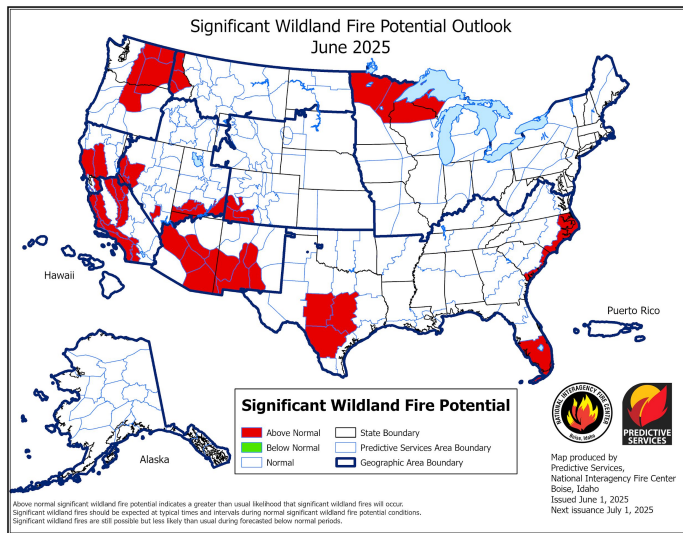 Significant Wildland Fire Potential Outlook
June 2025
Hawaii
Puerto Rico
Alaska
Significant Wildland Fire Potential
Above Normal
Below Normal
Normal
State Boundary
Predictive Services Area Boundary
Geographic Area Boundary
NATIONAL INTERAGENCY FIRE CENTER
Boise, Idaho
PREDICTIVE
SERVICES
Map produced by
Predictive Services,
National Interagency Fire Center
Boise, Idaho
Issued June 1, 2025
Next issuance July 1, 2025
Above normal significant wildland fire potential indicates a greater than usual likelihood that significant wildland fires will occur.
Significant wildland fires should be expected at typical times and intervals during normal significant wildland fire potential conditions.
Significant wildland fires are still possible but less likely than usual during forecasted below normal periods.